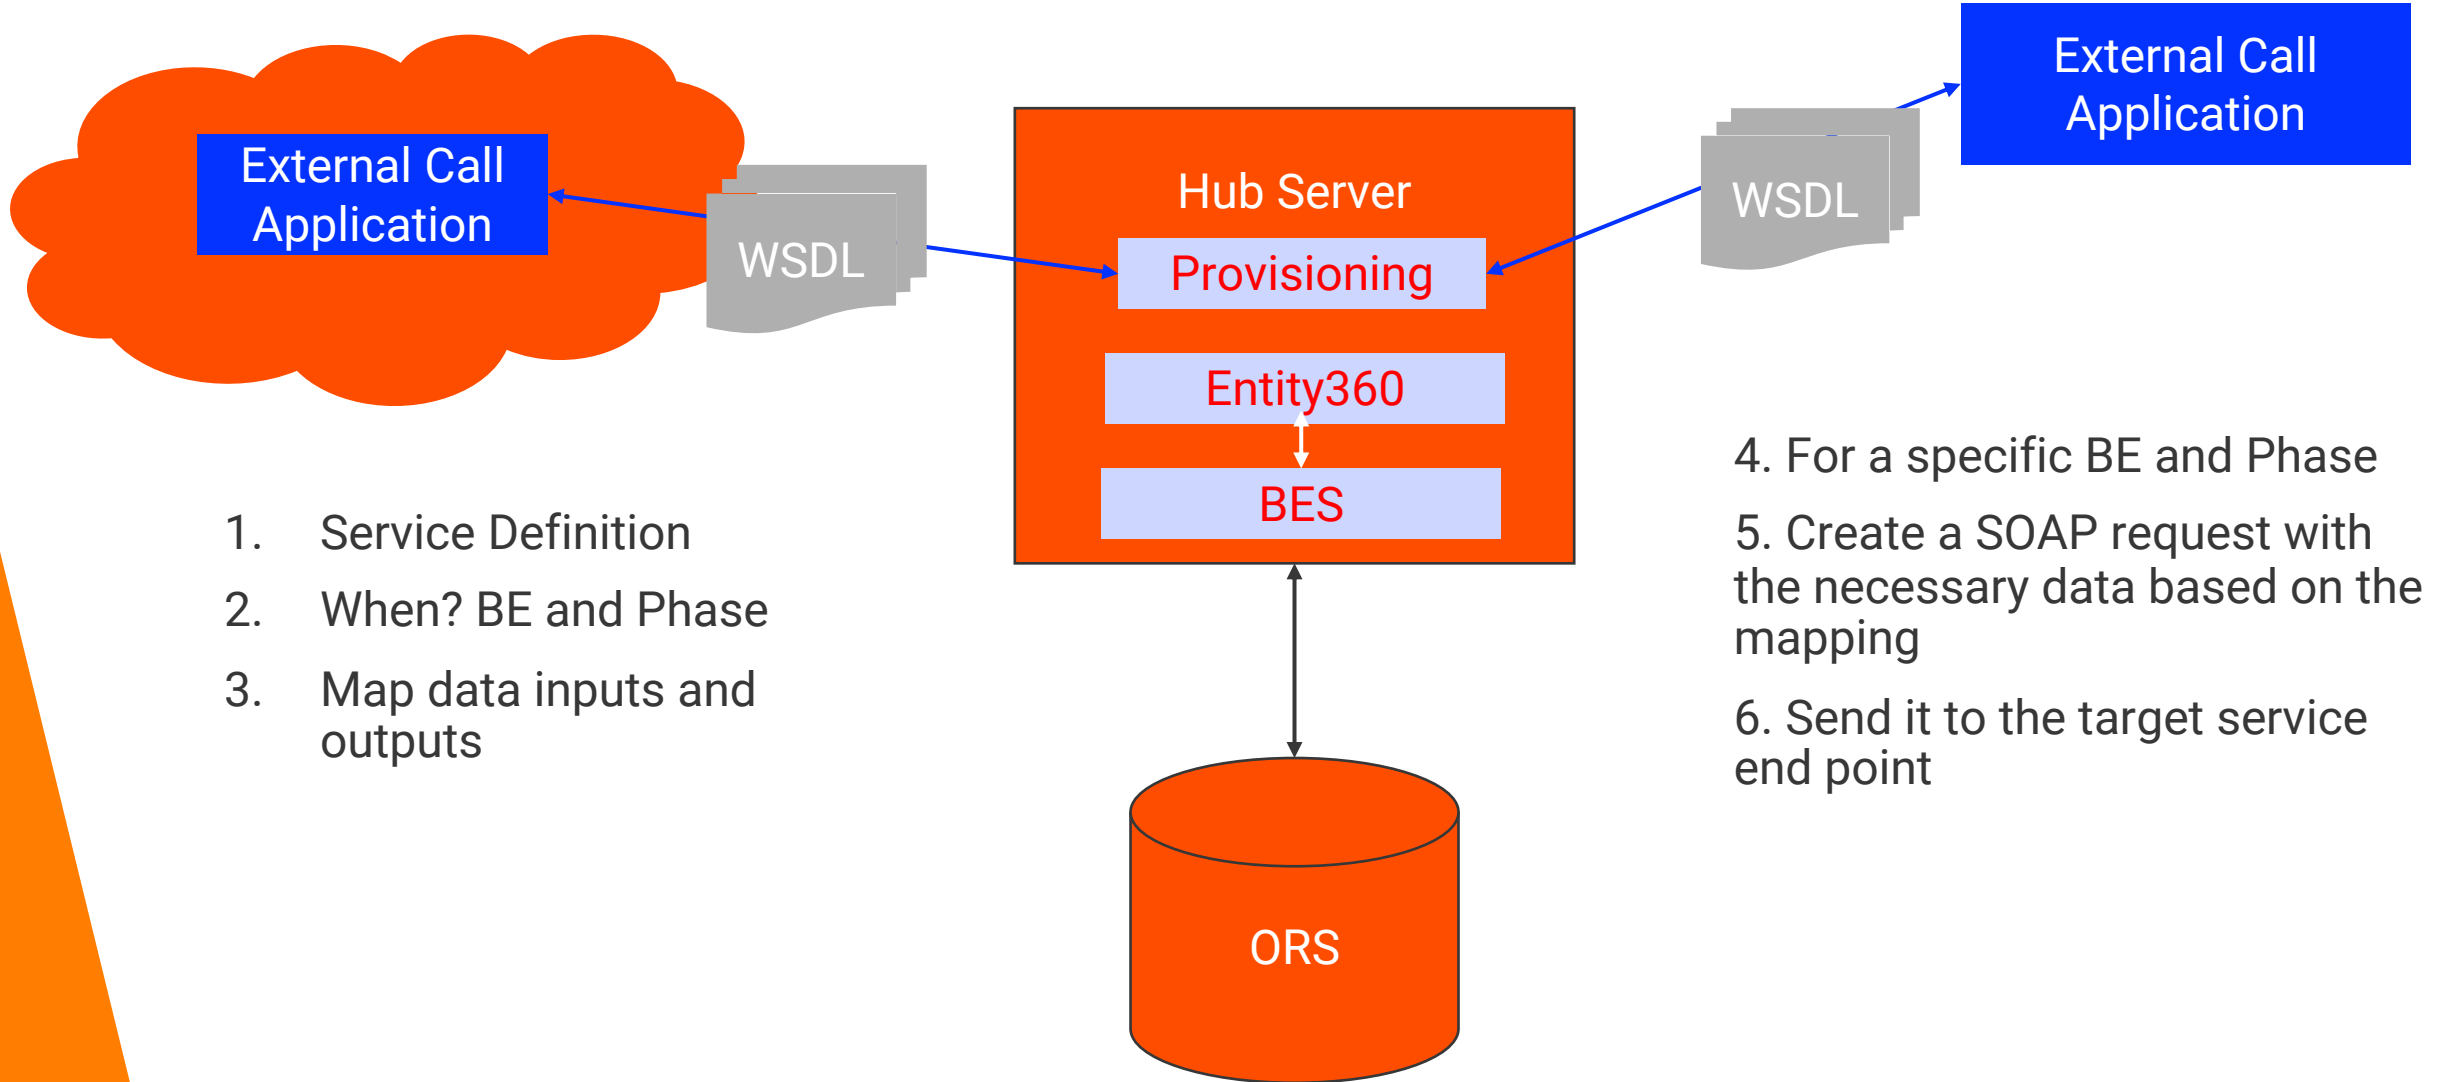 External Call
Application
WSDL
Hub Server
Provisioning
Entity360
BES
WSDL
External Call
Application
1. Service Definition
2. When? BE and Phase
3. Map data inputs and
outputs
4. For a specific BE and Phase
5. Create a SOAP request with
the necessary data based on the
mapping
6. Send it to the target service
end point
ORS